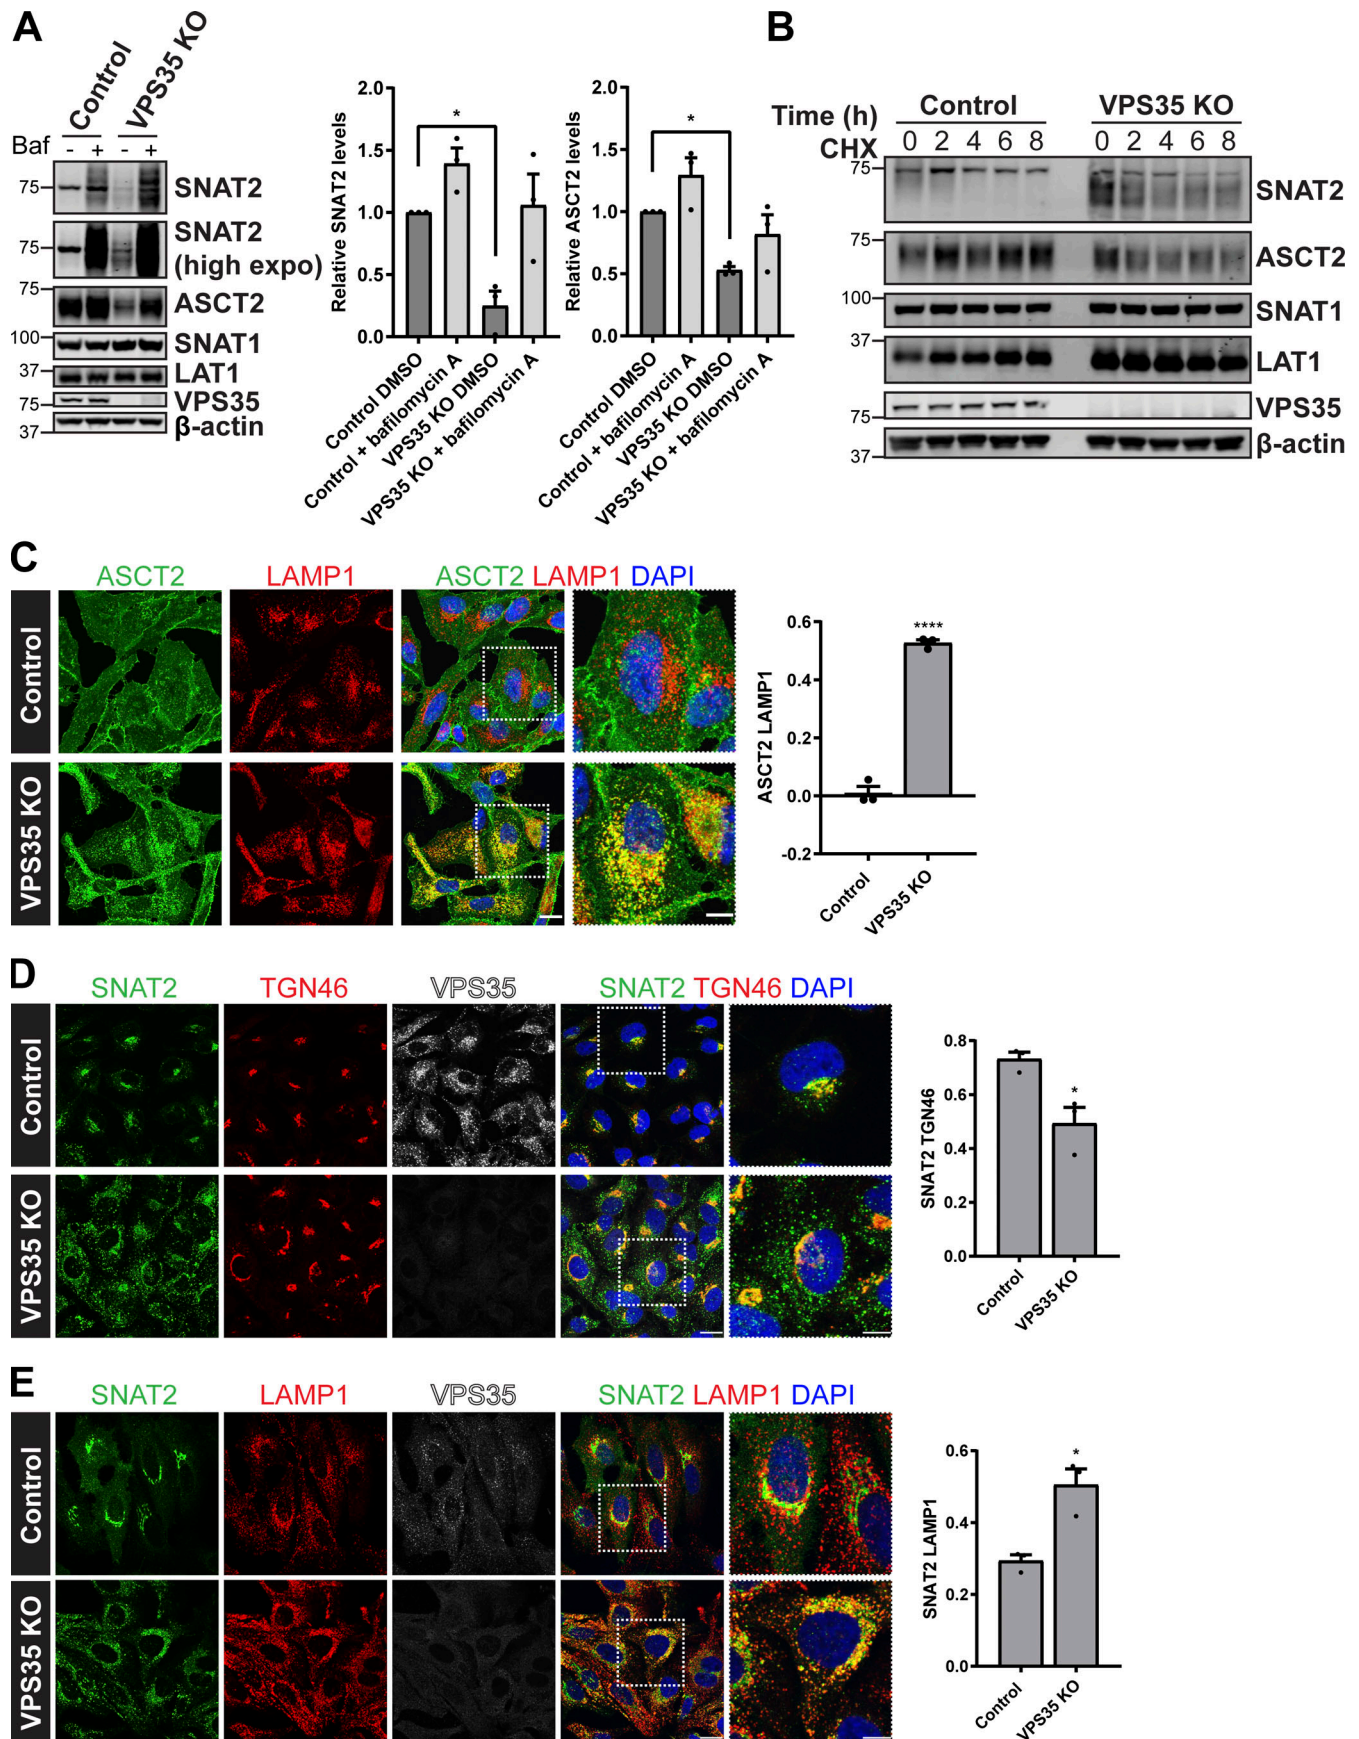 A
Control
VPS35 KO
Baf - + - +
75
SNAT2
75
SNAT2
(high expo)
75
ASCT2
100
SNAT1
37
LAT1
75
VPS35
37
β-actin
Relative SNAT2 levels
2.0
1.5
1.0
0.5
0.0
*
Control DMSO
Control + bafilomycin A
VPS35 KO DMSO
VPS35 KO + bafilomycin A
Relative ASCT2 levels
2.0
1.5
1.0
0.5
0.0
*
Control DMSO
Control + bafilomycin A
VPS35 KO DMSO
VPS35 KO + bafilomycin A
B
Control VPS35 KO
Time (h)
CHX
0 2 4 6 8 0 2 4 6 8
75
SNAT2
75
ASCT2
100
SNAT1
37
LAT1
75
VPS35
37
β-actin
C
ASCT2 LAMP1 ASCT2 LAMP1 DAPI
Control
VPS35 KO
ASCT2 LAMP1
0.6
0.4
0.2
0.0
-0.2
****
Control
VPS35 KO
D
SNAT2 TGN46 VPS35 SNAT2 TGN46 DAPI
Control
VPS35 KO
SNAT2 TGN46
0.8
0.6
0.4
0.2
0.0
*
Control
VPS35 KO
E
SNAT2 LAMP1 VPS35 SNAT2 LAMP1 DAPI
Control
VPS35 KO
SNAT2 LAMP1
0.6
0.4
0.2
0.0
*
Control
VPS35 KO